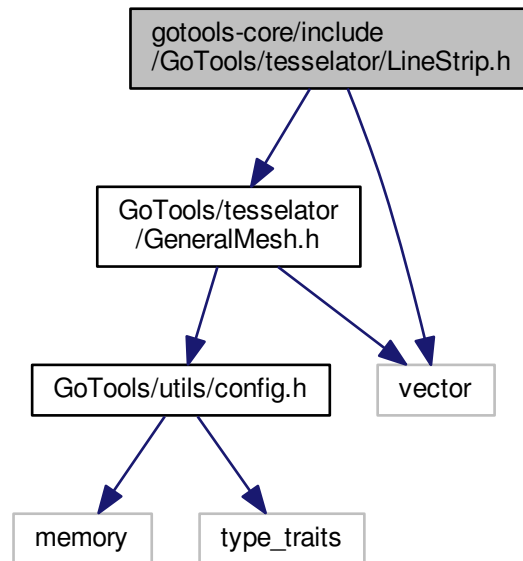 gotools-core/include
/GoTools/tesselator/LineStrip.h
GoTools/tesselator
/GeneralMesh.h
GoTools/utils/config.h
vector
memory
type_traits